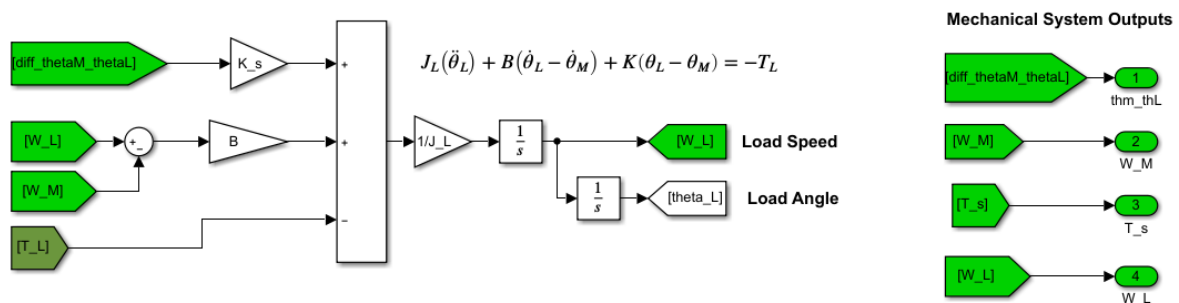 Mechanical System Outputs
[diff_thetaM_thetaL]
K_s
+
J_L(θ̈_L) + B(θ̇_L − θ̇_M) + K(θ_L − θ_M) = −T_L
[diff_thetaM_thetaL]
1
thm_thL
[W_L]
+
−
B
+
1/J_L
1/s
[W_L]
Load Speed
[W_M]
2
W_M
[W_M]
1/s
[theta_L]
Load Angle
[T_s]
3
T_s
[T_L]
−
[W_L]
4
W_L